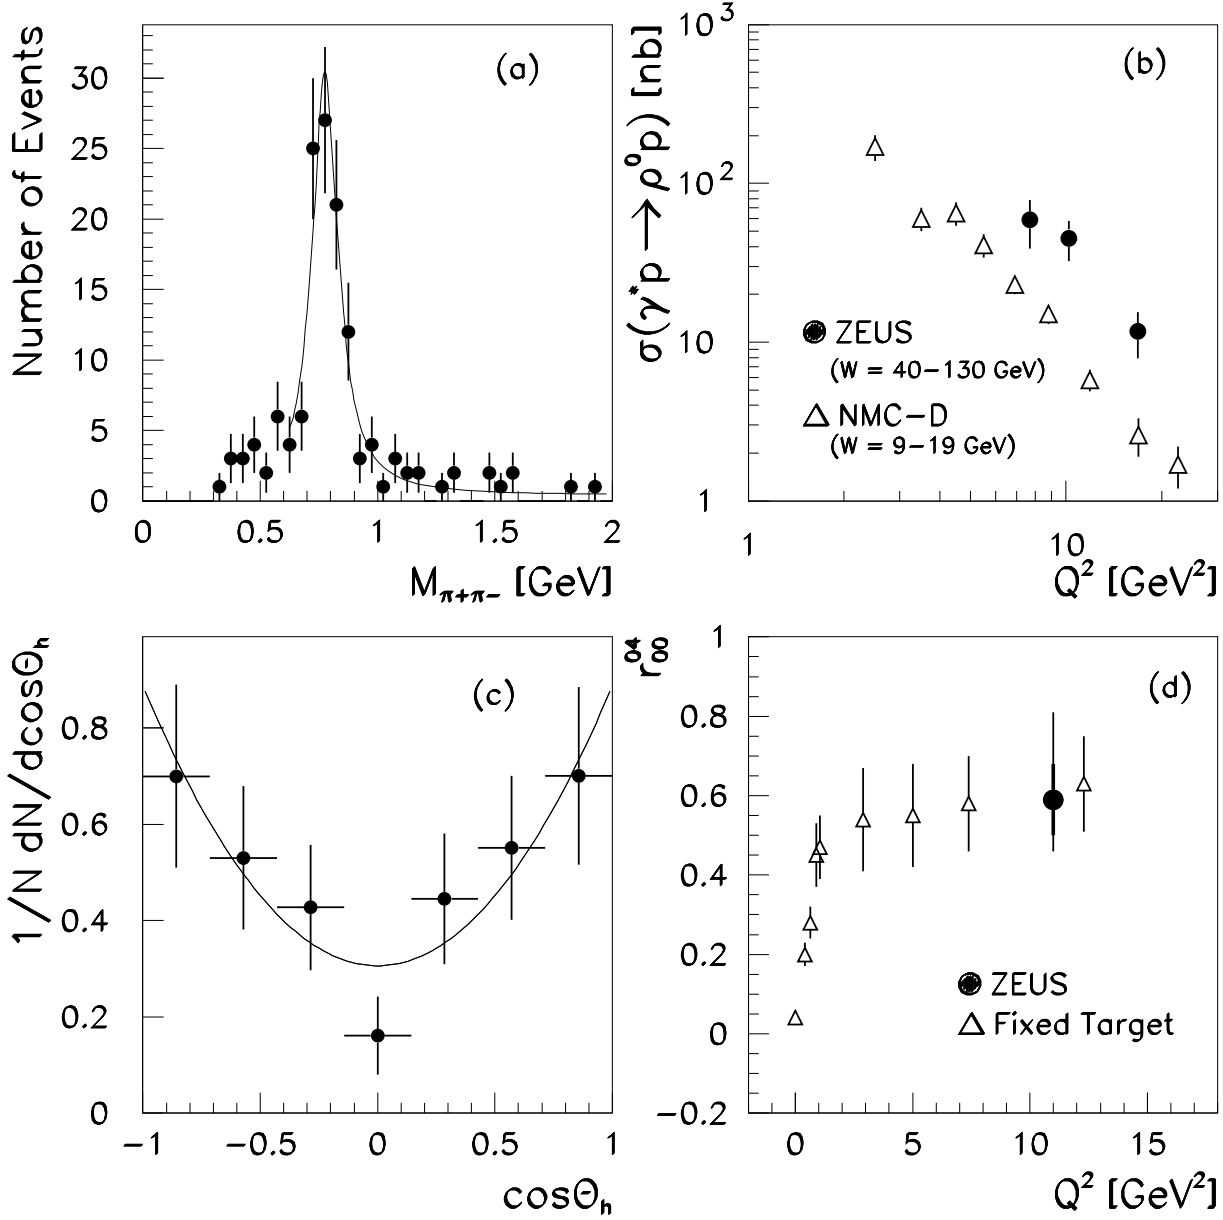 Number of Events
(a)
30
25
20
15
10
5
0
0 0.5 1 1.5 2
M π+π− [GeV]
σ(γ*p → ρ⁰p) [nb]
(b)
10³
10²
10
1
ZEUS
(W = 40−130 GeV)
NMC−D
(W = 9−19 GeV)
1 10
Q² [GeV²]
1/N dN/dcosΘₕ
(c)
0.8
0.6
0.4
0.2
0
−1 −0.5 0 0.5 1
cosΘₕ
r⁰⁴₀₀
(d)
1
0.8
0.6
0.4
0.2
0
−0.2
ZEUS
Fixed Target
0 5 10 15
Q² [GeV²]